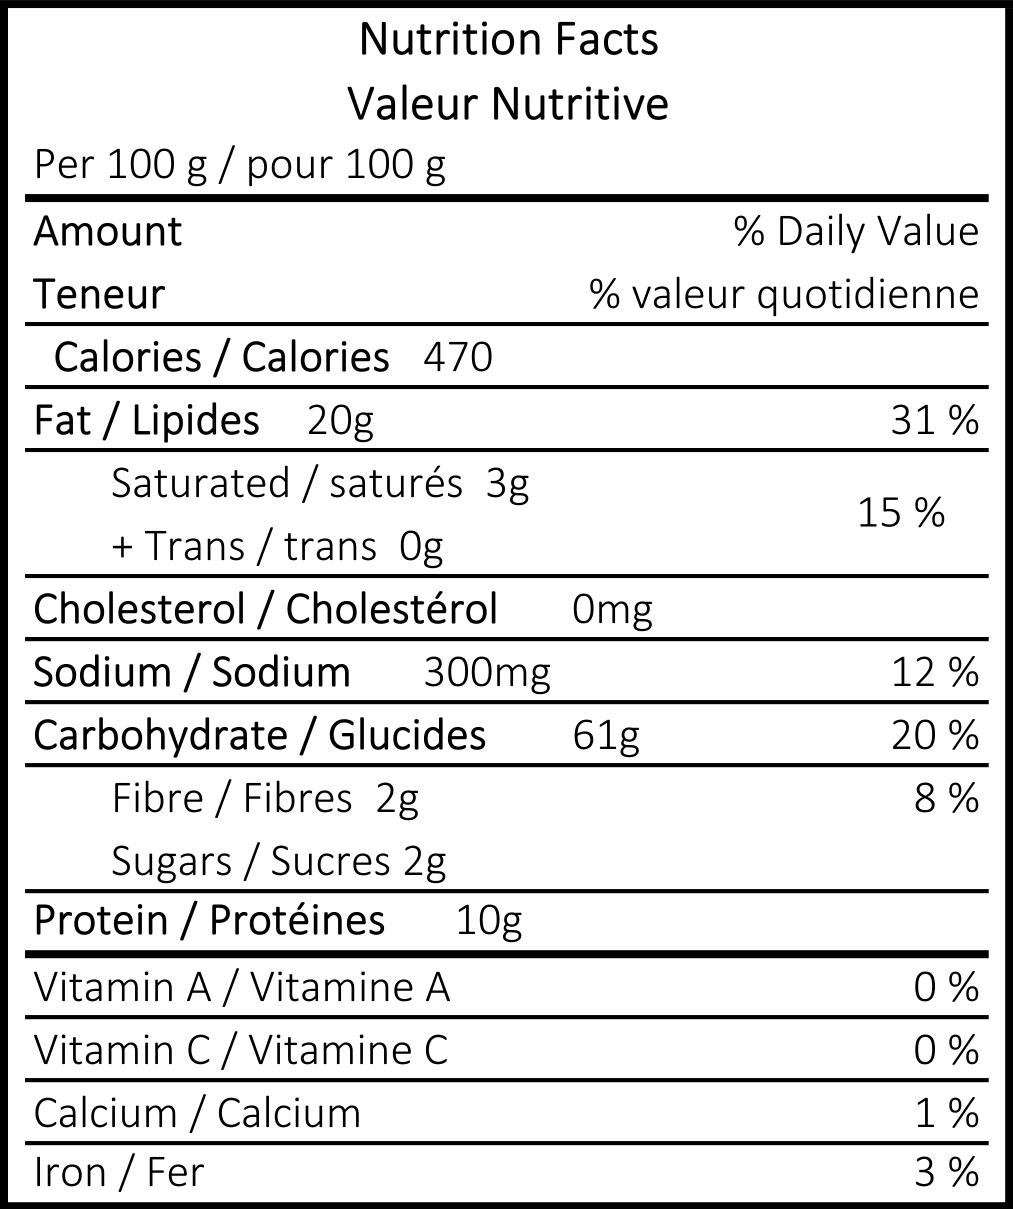 Nutrition Facts
Valeur Nutritive
Per 100 g / pour 100 g
Amount % Daily Value
Teneur % valeur quotidienne
Calories / Calories 470
Fat / Lipides 20g 31 %
Saturated / saturés 3g
15 %
+ Trans / trans 0g
Cholesterol / Cholestérol 0mg
Sodium / Sodium 300mg 12 %
Carbohydrate / Glucides 61g 20 %
Fibre / Fibres 2g 8 %
Sugars / Sucres 2g
Protein / Protéines 10g
Vitamin A / Vitamine A 0 %
Vitamin C / Vitamine C 0 %
Calcium / Calcium 1 %
Iron / Fer 3 %